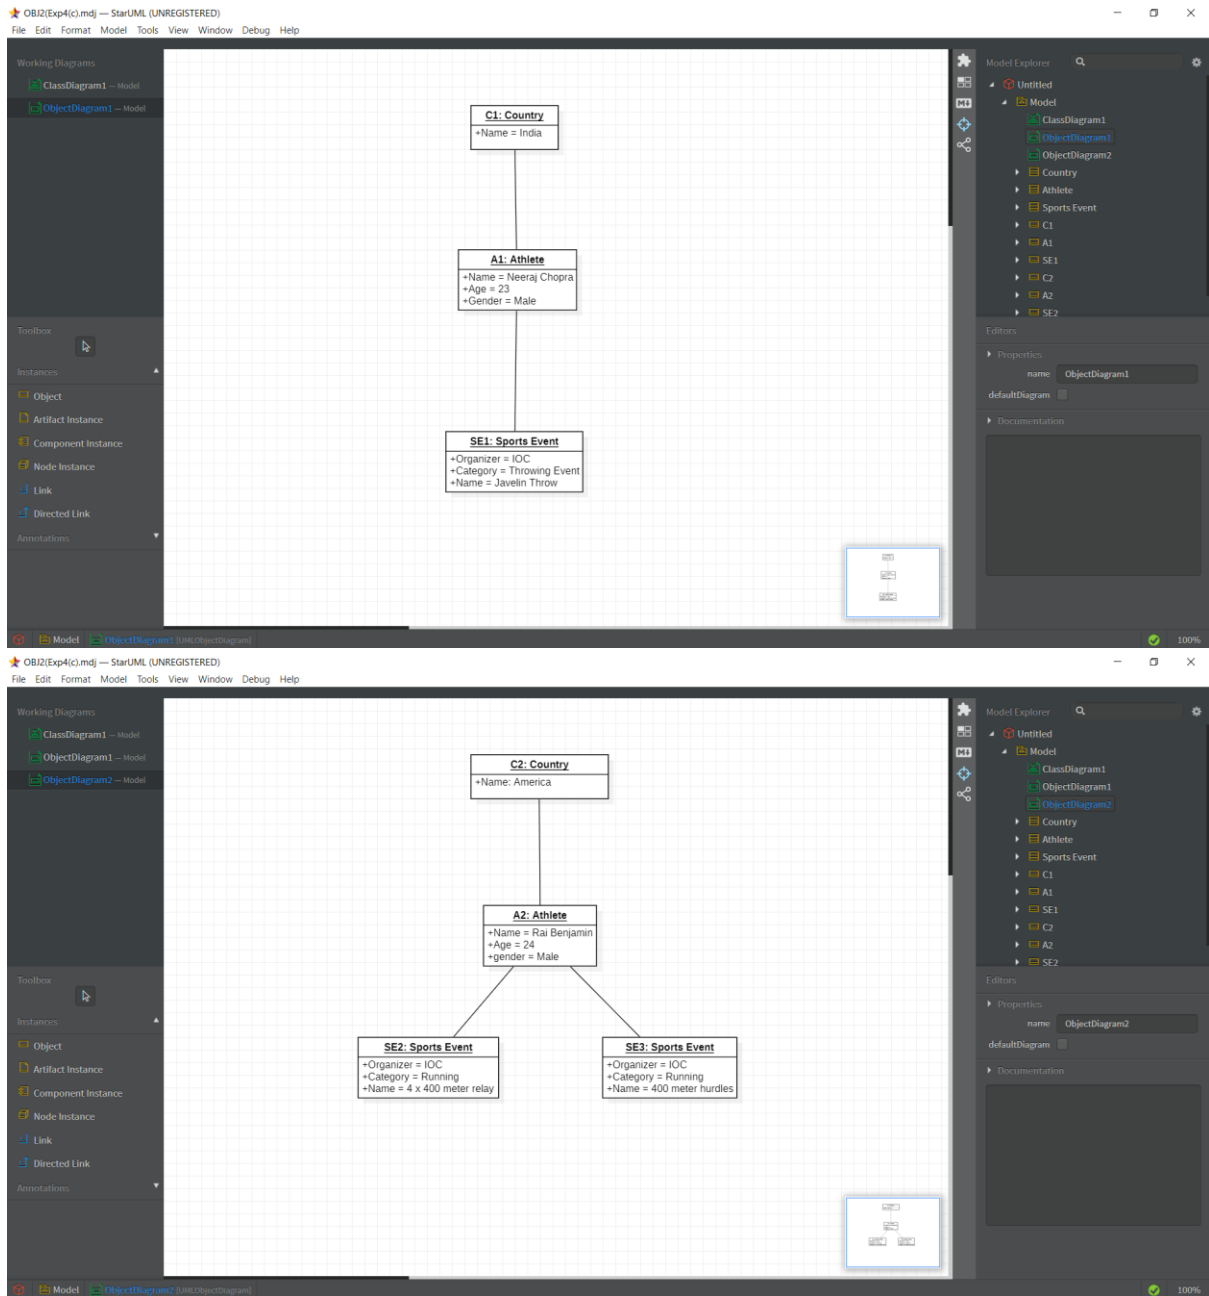 OBJ2(Exp4(c).mdj — StarUML (UNREGISTERED)
File Edit Format Model Tools View Window Debug Help
Working Diagrams
ClassDiagram1 — Model
ObjectDiagram1 — Model
Toolbox
Instances
Object
Artifact Instance
Component Instance
Node Instance
Link
Directed Link
Annotations
C1: Country
+Name = India
A1: Athlete
+Name = Neeraj Chopra
+Age = 23
+Gender = Male
SE1: Sports Event
+Organizer = IOC
+Category = Throwing Event
+Name = Javelin Throw
M↓
Model Explorer
Untitled
Model
ClassDiagram1
ObjectDiagram1
ObjectDiagram2
Country
Athlete
Sports Event
C1
A1
SE1
C2
A2
SE2
Editors
Properties
name ObjectDiagram1
defaultDiagram
Documentation
Model ObjectDiagram1 [UMLObjectDiagram] 100%
OBJ2(Exp4(c).mdj — StarUML (UNREGISTERED)
File Edit Format Model Tools View Window Debug Help
Working Diagrams
ClassDiagram1 — Model
ObjectDiagram1 — Model
ObjectDiagram2 — Model
Toolbox
Instances
Object
Artifact Instance
Component Instance
Node Instance
Link
Directed Link
Annotations
C2: Country
+Name: America
A2: Athlete
+Name = Rai Benjamin
+Age = 24
+gender = Male
SE2: Sports Event
+Organizer = IOC
+Category = Running
+Name = 4 x 400 meter relay
SE3: Sports Event
+Organizer = IOC
+Category = Running
+Name = 400 meter hurdles
M↓
Model Explorer
Untitled
Model
ClassDiagram1
ObjectDiagram1
ObjectDiagram2
Country
Athlete
Sports Event
C1
A1
SE1
C2
A2
SE2
Editors
Properties
name ObjectDiagram2
defaultDiagram
Documentation
Model ObjectDiagram2 [UMLObjectDiagram] 100%